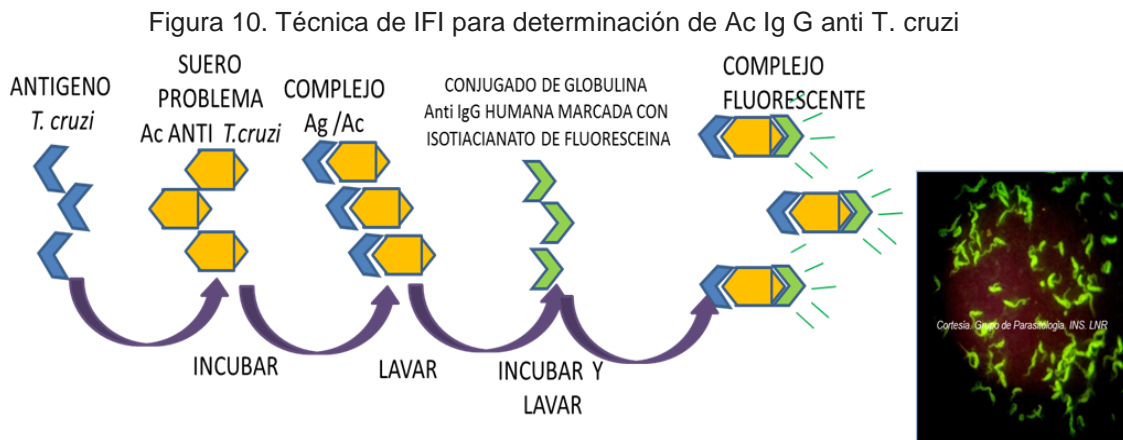 Figura 10. Técnica de IFI para determinación de Ac Ig G anti T. cruzi
ANTIGENO
T. cruzi
SUERO
PROBLEMA
Ac ANTI T.cruzi
COMPLEJO
Ag /Ac
CONJUGADO DE GLOBULINA
Anti IgG HUMANA MARCADA CON
ISOTIACIANATO DE FLUORESCEINA
COMPLEJO
FLUORESCENTE
INCUBAR
LAVAR
INCUBAR Y
LAVAR
Cortesía. Grupo de Parasitología. INS. LNR